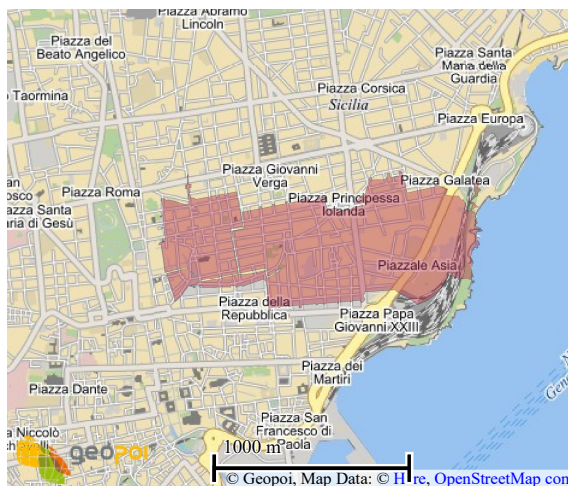 Piazza Abramo
Lincoln
Piazza del
Beato Angelico
Piazza Santa
Maria della
Guardia
Taormina
Piazza Corsica
Sicilia
Piazza Europa
Piazza Giovanni
Verga
Piazza Galatea
Piazza Roma
Piazza Principessa
Iolanda
Piazza Santa
aria di Gesù
Piazzale Asia
Piazza della
Repubblica
Piazza Papa
Giovanni XXIII
Piazza dei
Martiri
Piazza Dante
Piazza San
Francesco di
Paola
a Niccolò
geopoi
1000 m
© Geopoi, Map Data: © Here, OpenStreetMap con